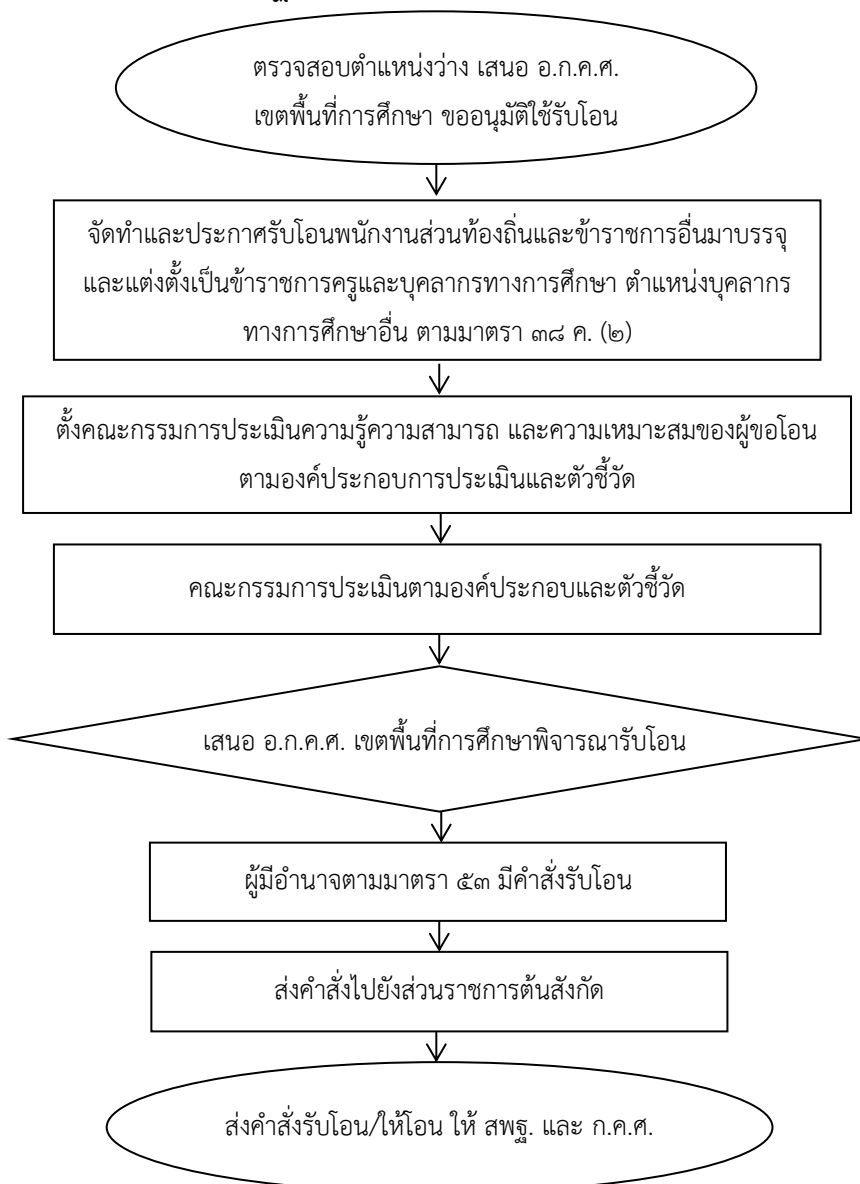 ตรวจสอบตำแหน่งว่าง เสนอ อ.ก.ค.ศ.
เขตพื้นที่การศึกษา ขออนุมัติใช้รับโอน
จัดทำและประกาศรับโอนพนักงานส่วนท้องถิ่นและข้าราชการอื่นมาบรรจุ
และแต่งตั้งเป็นข้าราชการครูและบุคลากรทางการศึกษา ตำแหน่งบุคลากร
ทางการศึกษาอื่น ตามมาตรา ๓๘ ค. (๒)
ตั้งคณะกรรมการประเมินความรู้ความสามารถ และความเหมาะสมของผู้ขอโอน
ตามองค์ประกอบการประเมินและตัวชี้วัด
คณะกรรมการประเมินตามองค์ประกอบและตัวชี้วัด
เสนอ อ.ก.ค.ศ. เขตพื้นที่การศึกษาพิจารณารับโอน
ผู้มีอำนาจตามมาตรา ๕๓ มีคำสั่งรับโอน
ส่งคำสั่งไปยังส่วนราชการต้นสังกัด
ส่งคำสั่งรับโอน/ให้โอน ให้ สพฐ. และ ก.ค.ศ.